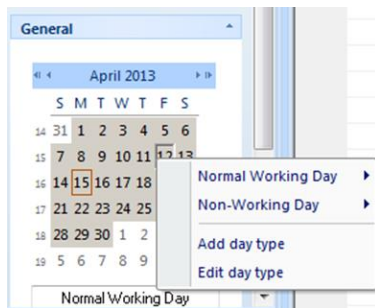 General
April 2013
S M T W T F S
14 31 1 2 3 4 5 6
15 7 8 9 10 11 12 13
16 14 15 16 17 18
17 21 22 23 24 25
18 28 29 30 1 2
19 5 6 7 8 9
Normal Working Day
Normal Working Day
Non-Working Day
Add day type
Edit day type